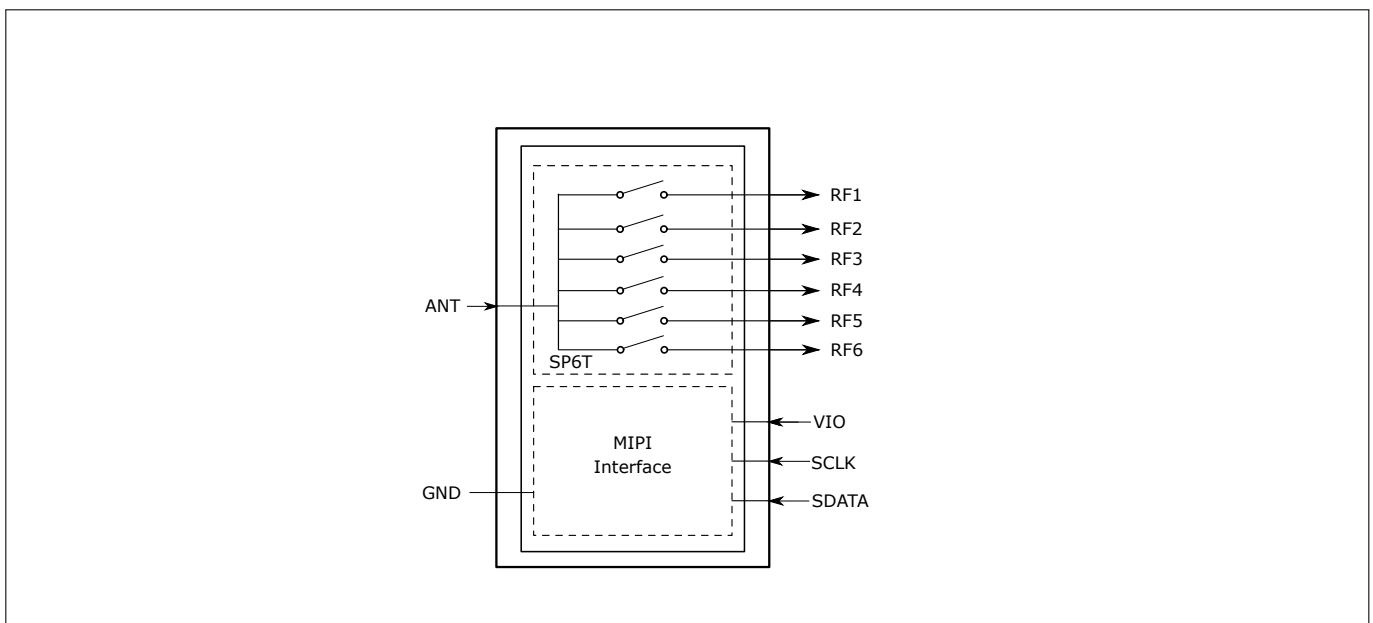 RF1
RF2
RF3
RF4
ANT
RF5
RF6
SP6T
VIO
MIPI
Interface
SCLK
GND
SDATA